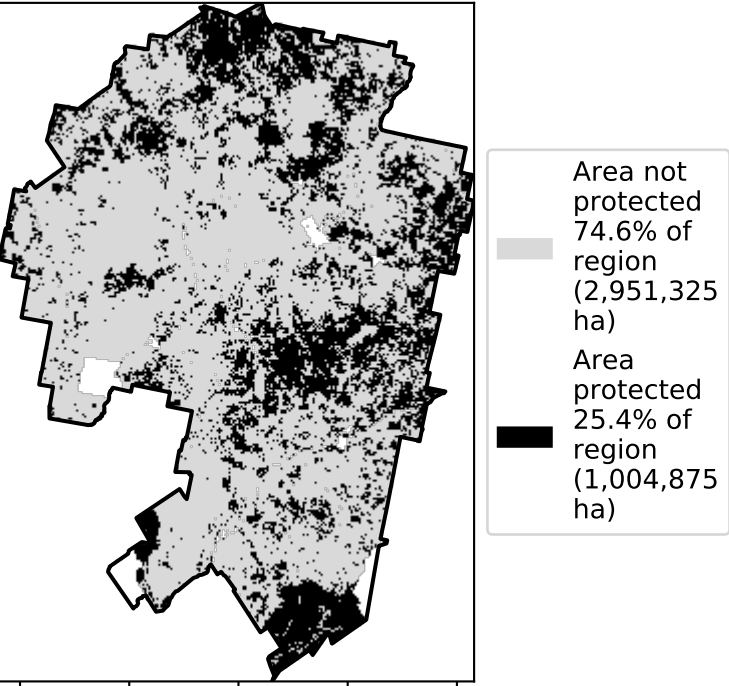 Area not
protected
74.6% of
region
(2,951,325
ha)
Area
protected
25.4% of
region
(1,004,875
ha)